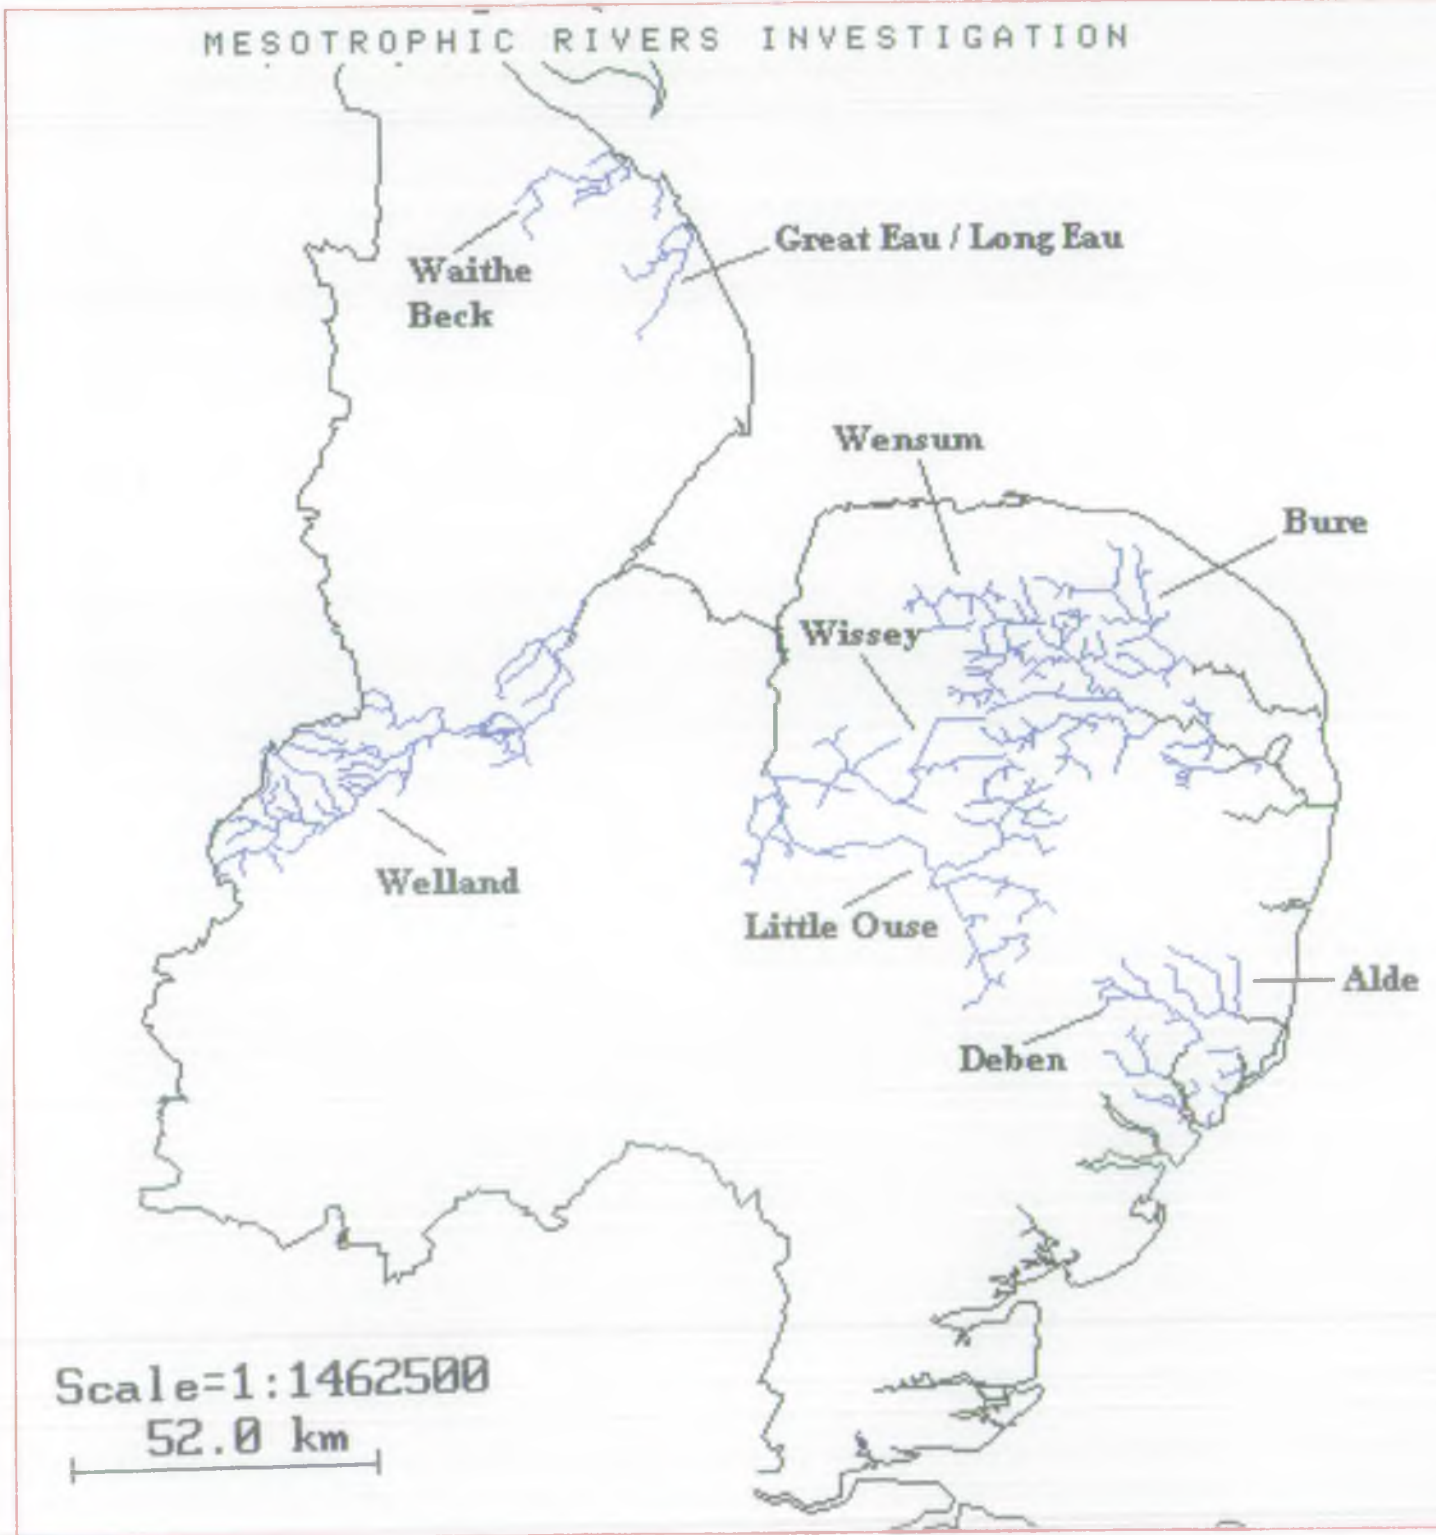 MESOTROPHIC RIVERS INVESTIGATION
Great Eau / Long Eau
Waithe
Beck
Wensum
Bure
Wissey
Welland
Little Ouse
Alde
Deben
Scale=1:1462500
52.0 km